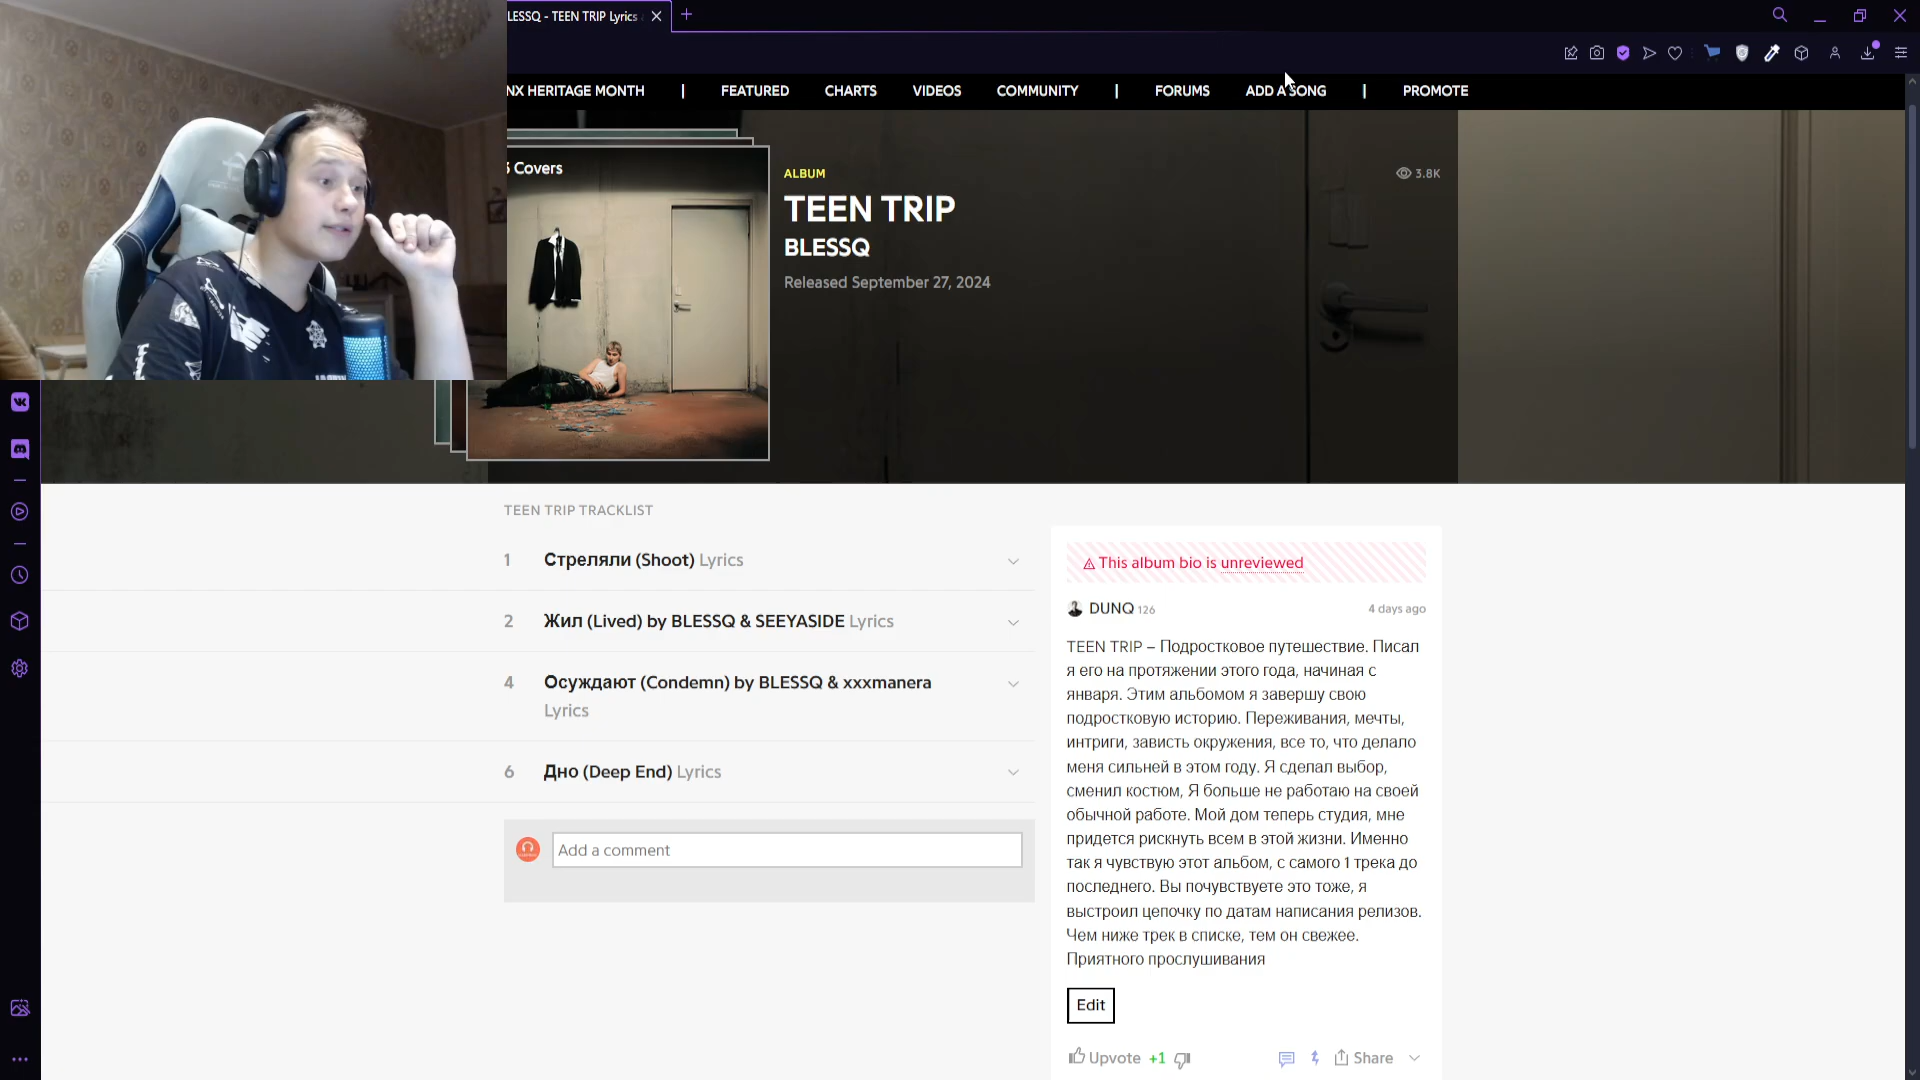 LESSQ - TEEN TRIP Lyrics
NX HERITAGE MONTH | FEATURED CHARTS VIDEOS COMMUNITY | FORUMS ADD A SONG | PROMOTE
Covers
ALBUM
3.8K
TEEN TRIP
BLESSQ
Released September 27, 2024
TEEN TRIP TRACKLIST
1 Стреляли (Shoot) Lyrics
2 Жил (Lived) by BLESSQ & SEEYASIDE Lyrics
4 Осуждают (Condemn) by BLESSQ & xxxmanera
Lyrics
6 Дно (Deep End) Lyrics
Add a comment
This album bio is unreviewed
DUNQ 126
4 days ago
TEEN TRIP – Подростковое путешествие. Писал
я его на протяжении этого года, начиная с
января. Этим альбомом я завершу свою
подростковую историю. Переживания, мечты,
интриги, зависть окружения, все то, что делало
меня сильней в этом году. Я сделал выбор,
сменил костюм, Я больше не работаю на своей
обычной работе. Мой дом теперь студия, мне
придется рискнуть всем в этой жизни. Именно
так я чувствую этот альбом, с самого 1 трека до
последнего. Вы почувствуете это тоже, я
выстроил цепочку по датам написания релизов.
Чем ниже трек в списке, тем он свежее.
Приятного прослушивания
Edit
Upvote +1
Share